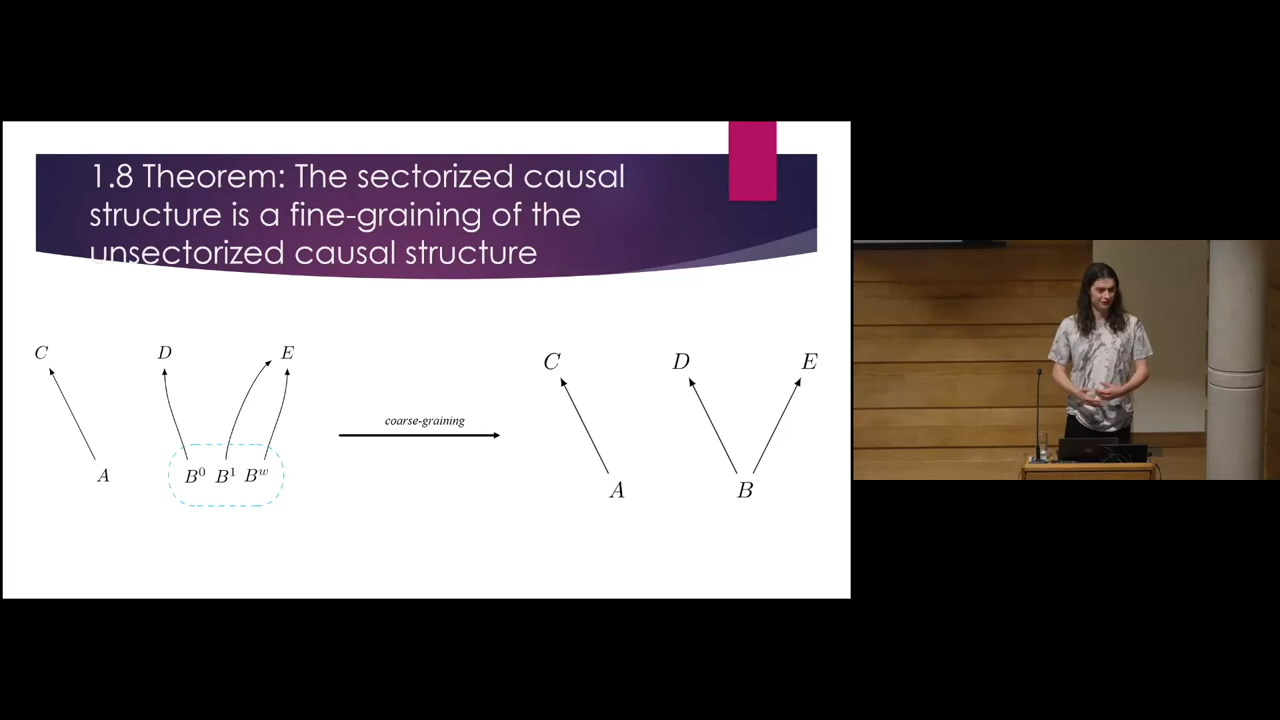 1.8 Theorem: The sectorized causal
structure is a fine-graining of the
unsectorized causal structure
C D E
coarse-graining
A B⁰ B¹ Bʷ
C D E
A B